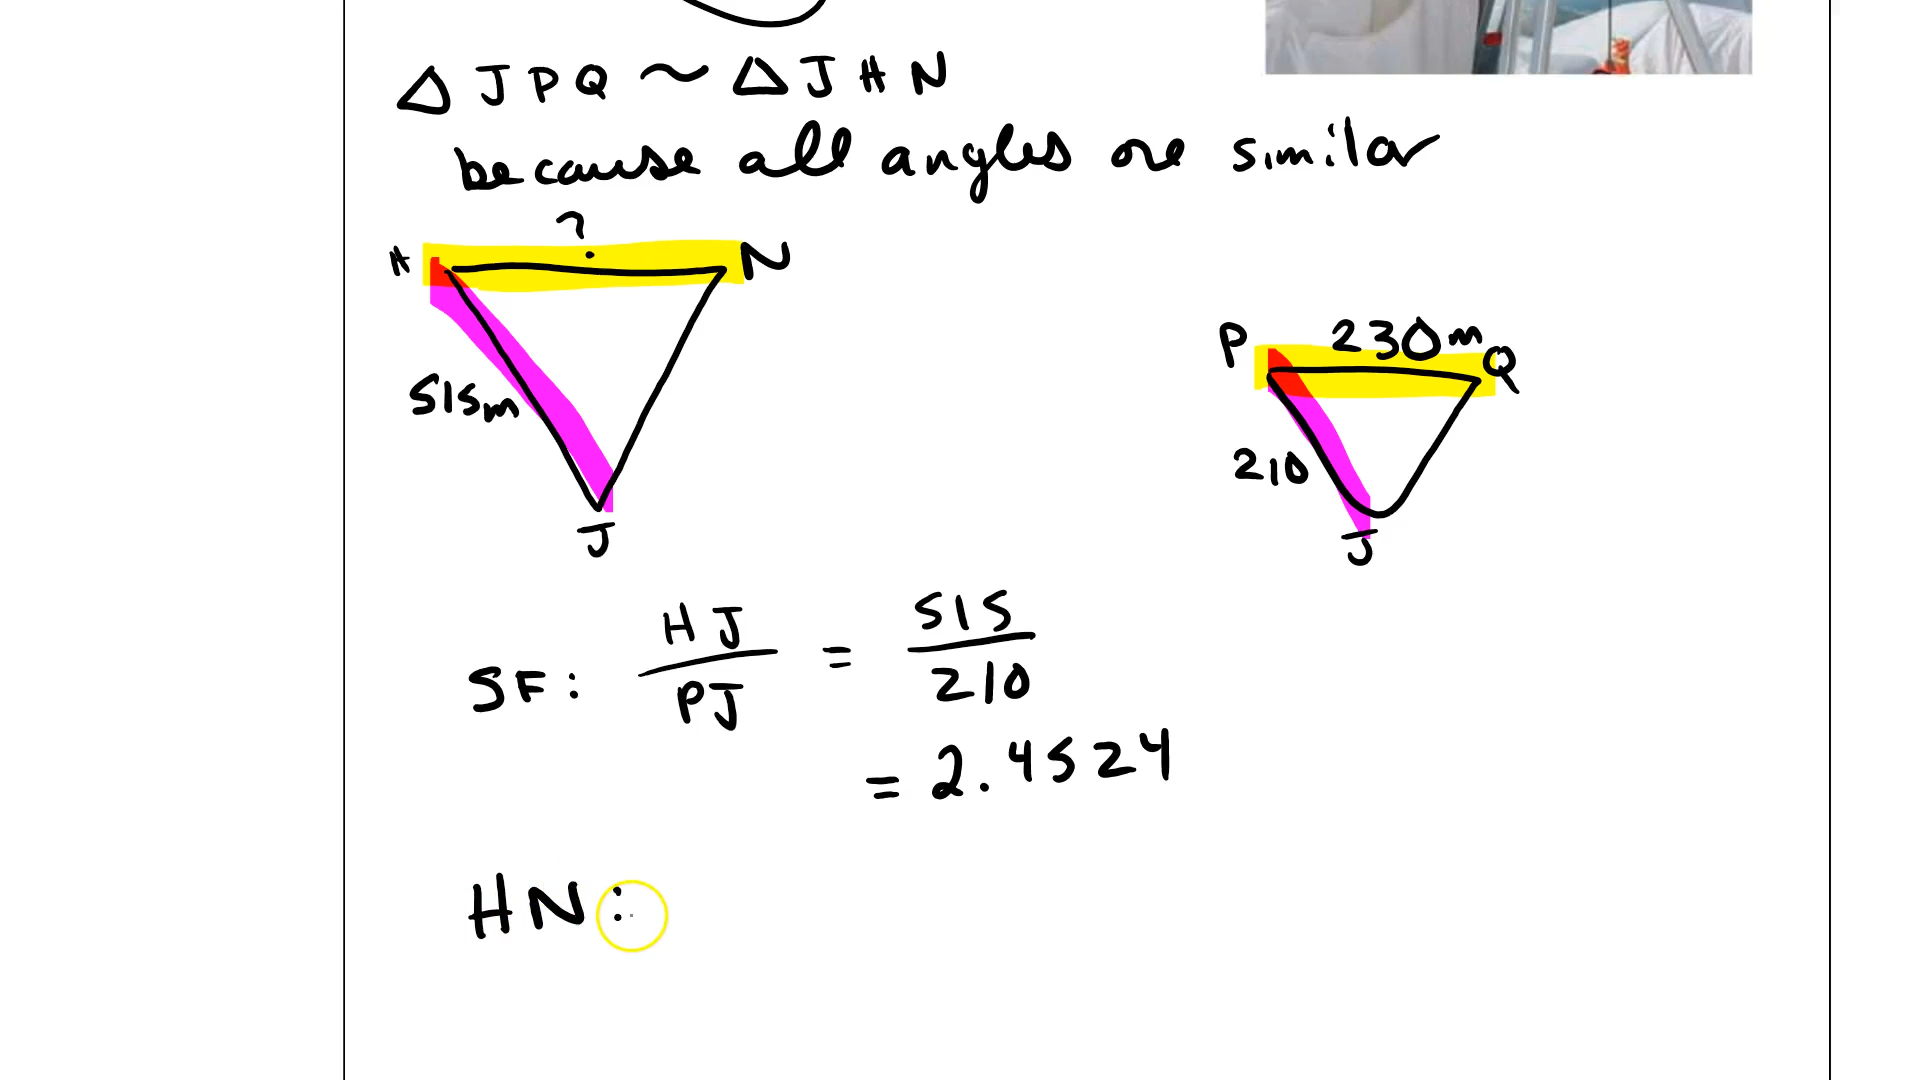 △ JPQ ~ △ JHN
because all angles are similar
?
H N
515m
J
P 230m Q
210
J
SF: HJ/PJ = 515/210
= 2.4524
HN: